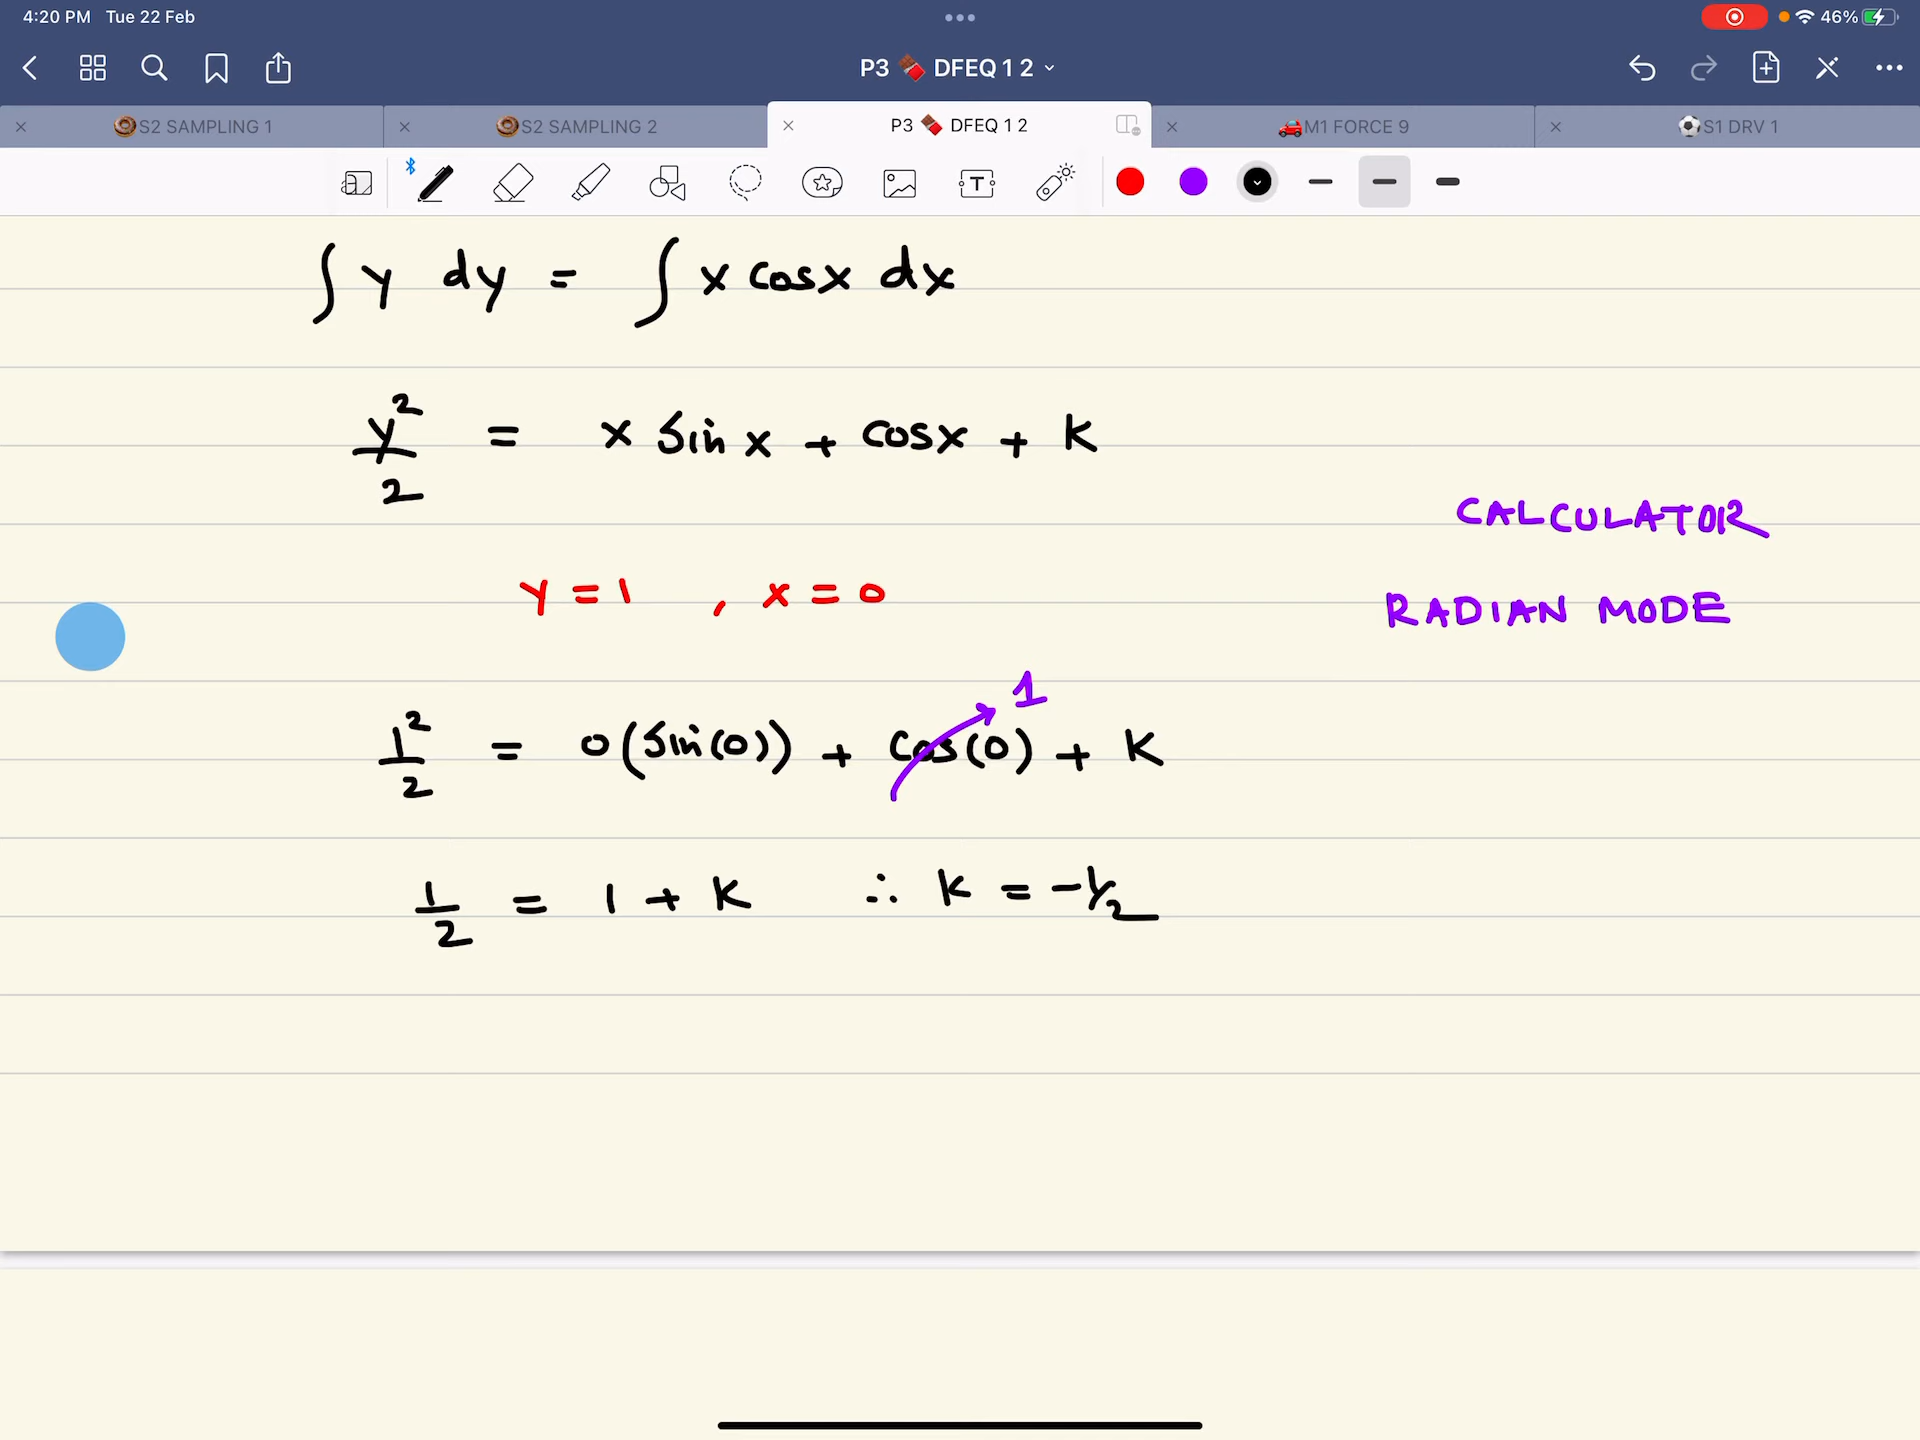 4:20 PM Tue 22 Feb 46%
P3 🍫 DFEQ 1 2
S2 SAMPLING 1 S2 SAMPLING 2 P3 🍫 DFEQ 1 2 M1 FORCE 9 S1 DRV 1
∫ y dy = ∫ x cosx dx
y²/2 = x Sin x + cosx + K
CALCULATOR
y = 1 , x = 0
RADIAN MODE
1
1²/2 = 0(Sin(0)) + cos(0) + K
1/2 = 1 + K ∴ K = -1/2